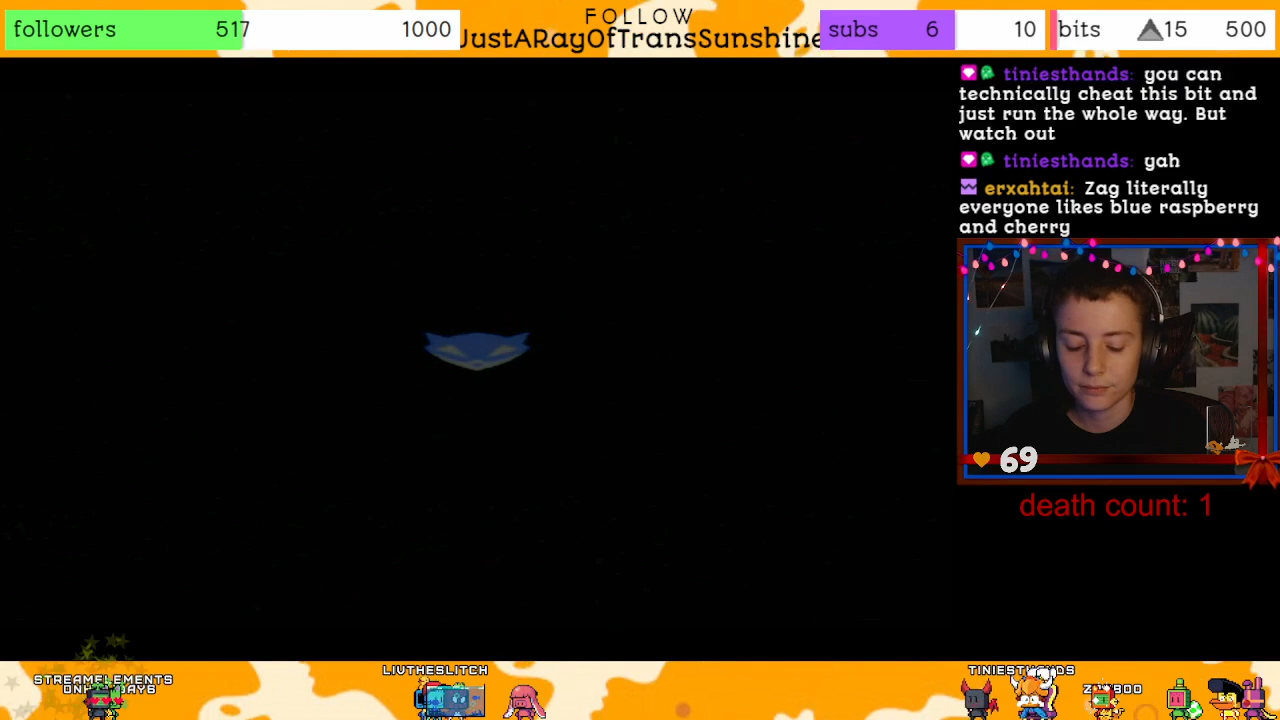 followers 517 1000
FOLLOW
JustARayOfTransSunshine
subs 6 10
bits 15 500
tiniesthands: you can
technically cheat this bit and
just run the whole way. But
watch out
tiniesthands: yah
erxahtai: Zag literally
everyone likes blue raspberry
and cherry
69
death count: 1
STREAMELEMENTS
LIVTHESLITCH